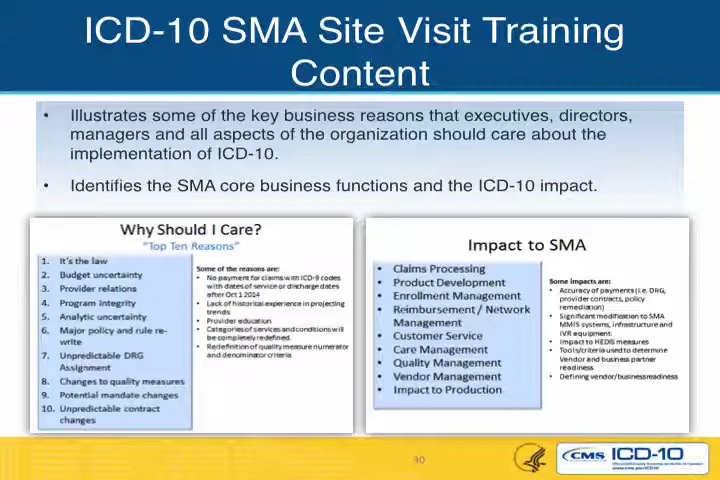 ICD-10 SMA Site Visit Training
Content
• Illustrates some of the key business reasons that executives, directors,
managers and all aspects of the organization should care about the
implementation of ICD-10.
• Identifies the SMA core business functions and the ICD-10 impact.
Why Should I Care?
"Top Ten Reasons"
1. It's the law
2. Budget uncertainty
3. Provider relations
4. Program integrity
5. Analytic uncertainty
6. Major policy and rule re-
write
7. Unpredictable DRG
Assignment
8. Changes to quality measures
9. Potential mandate changes
10. Unpredictable contract
changes
Some of the reasons are:
• No payment for claims with ICD-9 codes
with dates of service or discharge dates
after Oct 1 2014
• Lack of historical experience in projecting
trends
• Provider education
• Categories of services and conditions will
be completely redefined
• Redefinition of quality measure numerator
and denominator criteria
Impact to SMA
• Claims Processing
• Product Development
• Enrollment Management
• Reimbursement / Network
Management
• Customer Service
• Care Management
• Quality Management
• Vendor Management
• Impact to Production
Some impacts are:
• Accuracy of payments (i.e. DRG,
provider contracts, policy
remediation)
• Significant modification to SMA
MMIS systems, infrastructure and
IVR equipment
• Impact to HEDIS measures
• Tools/criteria used to determine
Vendor and business partner
readiness
• Defining vendor/business readiness
30
CMS ICD-10
www.cms.gov/ICD10